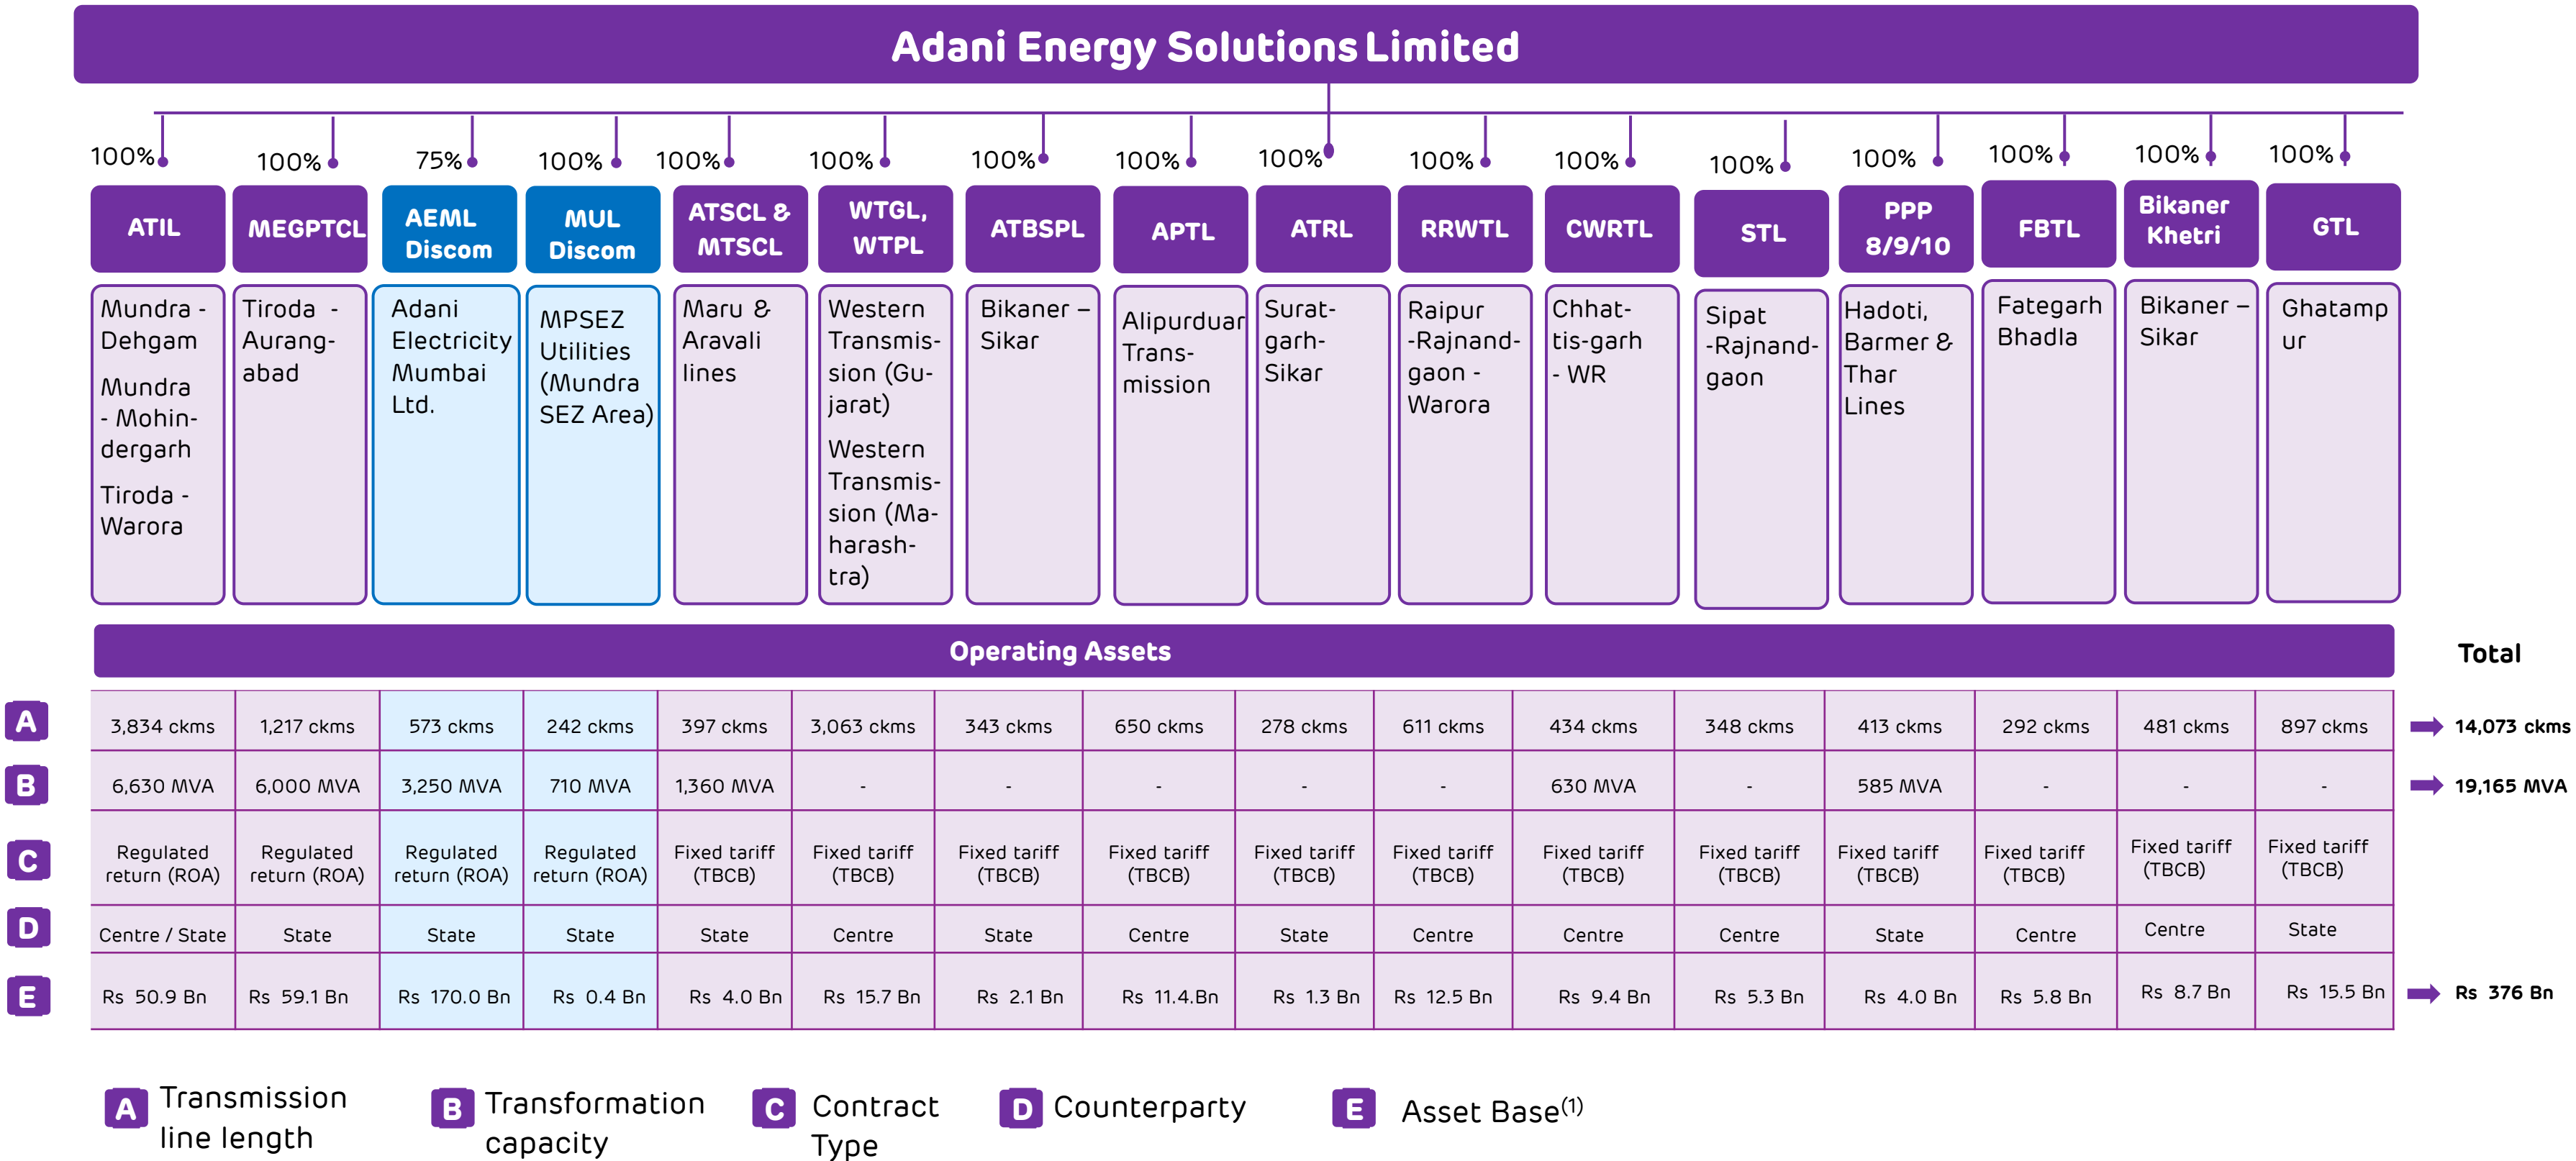 Adani Energy Solutions Limited
100% 100% 75% 100% 100% 100% 100% 100% 100% 100% 100% 100% 100% 100% 100% 100%
ATIL
MEGPTCL
AEML
Discom
MUL
Discom
ATSCL &
MTSCL
WTGL,
WTPL
ATBSPL
APTL
ATRL
RRWTL
CWRTL
STL
PPP
8/9/10
FBTL
Bikaner
Khetri
GTL
Mundra -
Dehgam
Mundra
- Mohin-
dergarh
Tiroda -
Warora
Tiroda -
Aurang-
abad
Adani
Electricity
Mumbai
Ltd.
MPSEZ
Utilities
(Mundra
SEZ Area)
Maru &
Aravali
lines
Western
Transmis-
sion (Gu-
jarat)
Western
Transmis-
sion (Ma-
harash-
tra)
Bikaner –
Sikar
Alipurduar
Trans-
mission
Surat-
garh-
Sikar
Raipur
-Rajnand-
gaon -
Warora
Chhat-
tis-garh
- WR
Sipat
-Rajnand-
gaon
Hadoti,
Barmer &
Thar
Lines
Fategarh
Bhadla
Bikaner –
Sikar
Ghatamp
ur
Operating Assets
Total
A 3,834 ckms 1,217 ckms 573 ckms 242 ckms 397 ckms 3,063 ckms 343 ckms 650 ckms 278 ckms 611 ckms 434 ckms 348 ckms 413 ckms 292 ckms 481 ckms 897 ckms 14,073 ckms
B 6,630 MVA 6,000 MVA 3,250 MVA 710 MVA 1,360 MVA - - - - - 630 MVA - 585 MVA - - - 19,165 MVA
C
Regulated
return (ROA)
Regulated
return (ROA)
Regulated
return (ROA)
Regulated
return (ROA)
Fixed tariff
(TBCB)
Fixed tariff
(TBCB)
Fixed tariff
(TBCB)
Fixed tariff
(TBCB)
Fixed tariff
(TBCB)
Fixed tariff
(TBCB)
Fixed tariff
(TBCB)
Fixed tariff
(TBCB)
Fixed tariff
(TBCB)
Fixed tariff
(TBCB)
Fixed tariff
(TBCB)
Fixed tariff
(TBCB)
D Centre / State State State State State Centre State Centre State Centre Centre Centre State Centre Centre State
E Rs 50.9 Bn Rs 59.1 Bn Rs 170.0 Bn Rs 0.4 Bn Rs 4.0 Bn Rs 15.7 Bn Rs 2.1 Bn Rs 11.4.Bn Rs 1.3 Bn Rs 12.5 Bn Rs 9.4 Bn Rs 5.3 Bn Rs 4.0 Bn Rs 5.8 Bn Rs 8.7 Bn Rs 15.5 Bn Rs 376 Bn
A Transmission
line length
B Transformation
capacity
C Contract
Type
D Counterparty
E Asset Base(1)